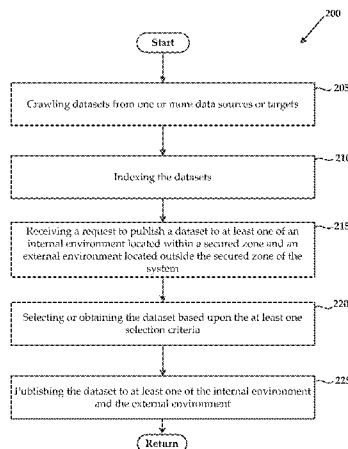 200
Start
205
Crawling datasets from one or more data sources or targets
210
Indexing the datasets
215
Receiving a request to publish a dataset to at least one of an
internal environment located within a secured zone and an
external environment located outside the secured zone of the
system
220
Selecting or obtaining the dataset based upon the at least one
selection criteria
225
Publishing the dataset to at least one of the internal environment
and the external environment
Return